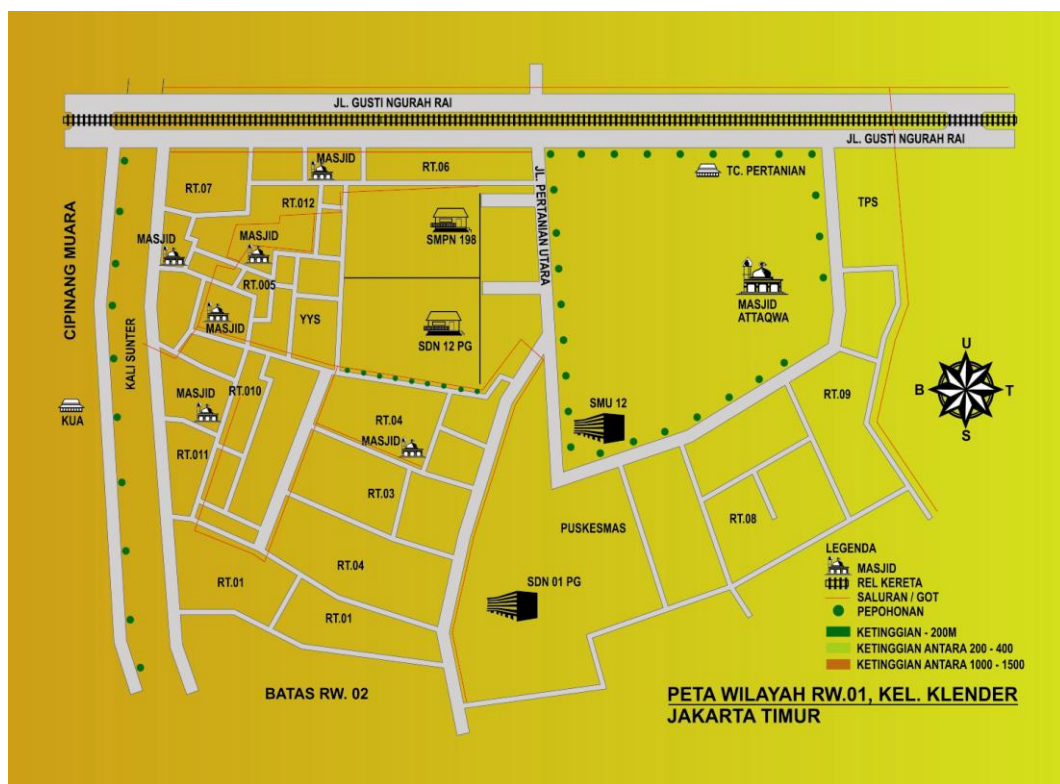 JL. GUSTI NGURAH RAI
JL. GUSTI NGURAH RAI
MASJID
RT.06
TC. PERTANIAN
RT.07
RT.012
JL. PERTANIAN UTARA
TPS
CIPINANG MUARA
MASJID
MASJID
SMPN 198
RT.005
MASJID
ATTAQWA
MASJID
YYS
SDN 12 PG
KALI SUNTER
U
B
T
S
MASJID
RT.010
KUA
RT.04
SMU 12
RT.09
MASJID
RT.011
RT.03
PUSKESMAS
RT.08
RT.04
RT.01
SDN 01 PG
RT.01
LEGENDA
MASJID
REL KERETA
SALURAN / GOT
PEPOHONAN
KETINGGIAN - 200M
KETINGGIAN ANTARA 200 - 400
KETINGGIAN ANTARA 1000 - 1500
BATAS RW. 02
PETA WILAYAH RW.01, KEL. KLENDER
JAKARTA TIMUR